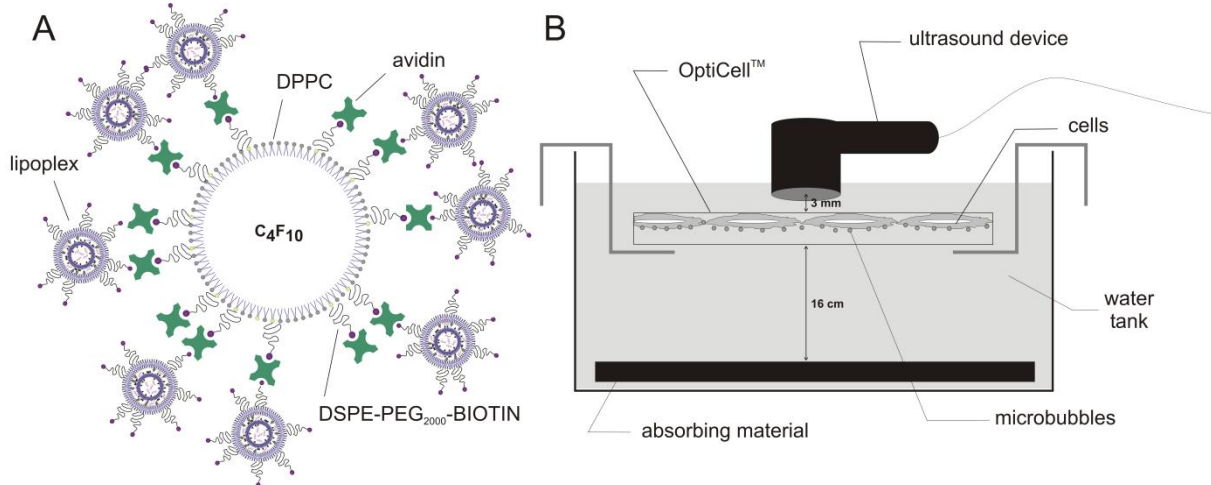 A
DPPC
avidin
lipoplex
C₄F₁₀
DSPE-PEG₂₀₀₀-BIOTIN
B
ultrasound device
OptiCell™
cells
3 mm
16 cm
water
tank
absorbing material
microbubbles